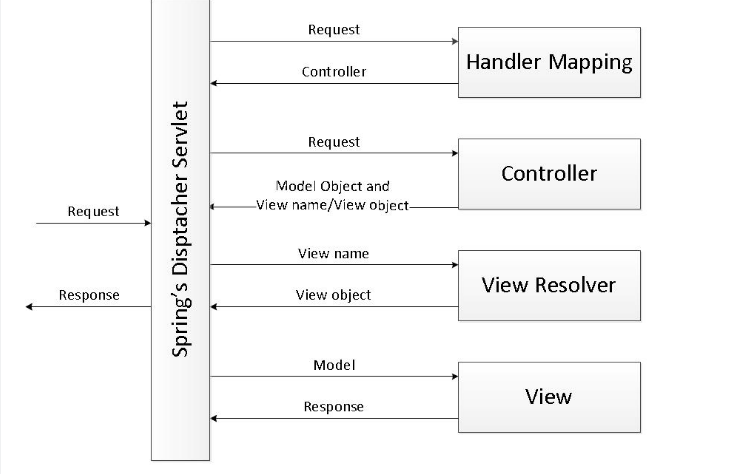 Request
Handler Mapping
Controller
Request
Controller
Model Object and
View name/View object
Request
Spring's Disptacher Servlet
View name
View Resolver
View object
Response
Model
View
Response